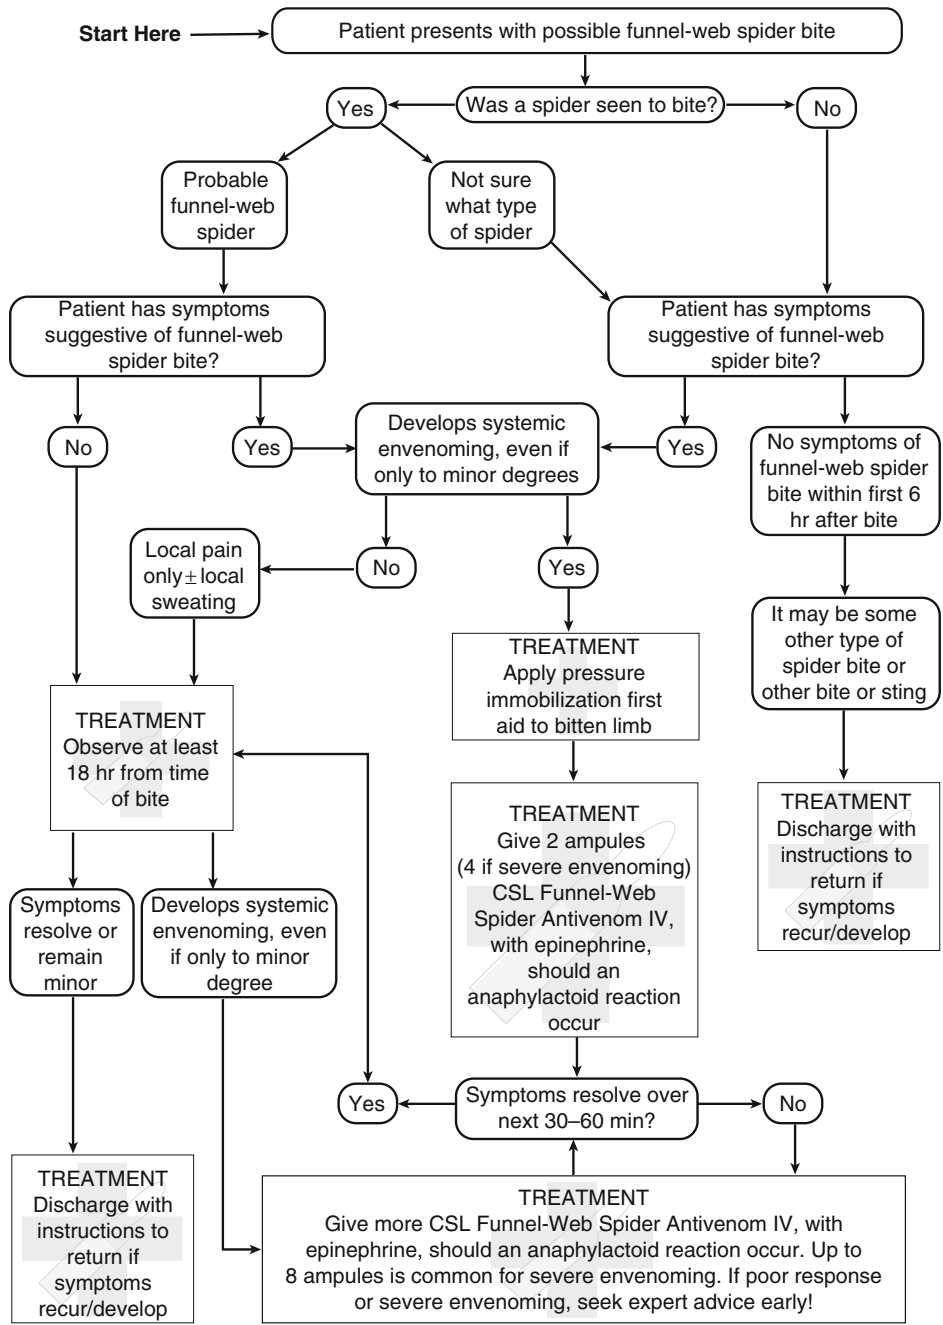 Start Here
Patient presents with possible funnel-web spider bite
Yes
Was a spider seen to bite?
No
Probable
funnel-web
spider
Not sure
what type
of spider
Patient has symptoms
suggestive of funnel-web
spider bite?
Patient has symptoms
suggestive of funnel-web
spider bite?
No
Yes
Develops systemic
envenoming, even if
only to minor degrees
Yes
No symptoms of
funnel-web spider
bite within first 6
hr after bite
Local pain
only ± local
sweating
No
Yes
It may be some
other type of
spider bite or
other bite or sting
TREATMENT
Apply pressure
immobilization first
aid to bitten limb
TREATMENT
Observe at least
18 hr from time
of bite
TREATMENT
Give 2 ampules
(4 if severe envenoming)
CSL Funnel-Web
Spider Antivenom IV,
with epinephrine,
should an
anaphylactoid reaction
occur
TREATMENT
Discharge with
instructions to
return if
symptoms
recur/develop
Symptoms
resolve or
remain
minor
Develops systemic
envenoming, even
if only to minor
degree
Yes
Symptoms resolve over
next 30–60 min?
No
TREATMENT
Discharge with
instructions to
return if
symptoms
recur/develop
TREATMENT
Give more CSL Funnel-Web Spider Antivenom IV, with
epinephrine, should an anaphylactoid reaction occur. Up to
8 ampules is common for severe envenoming. If poor response
or severe envenoming, seek expert advice early!